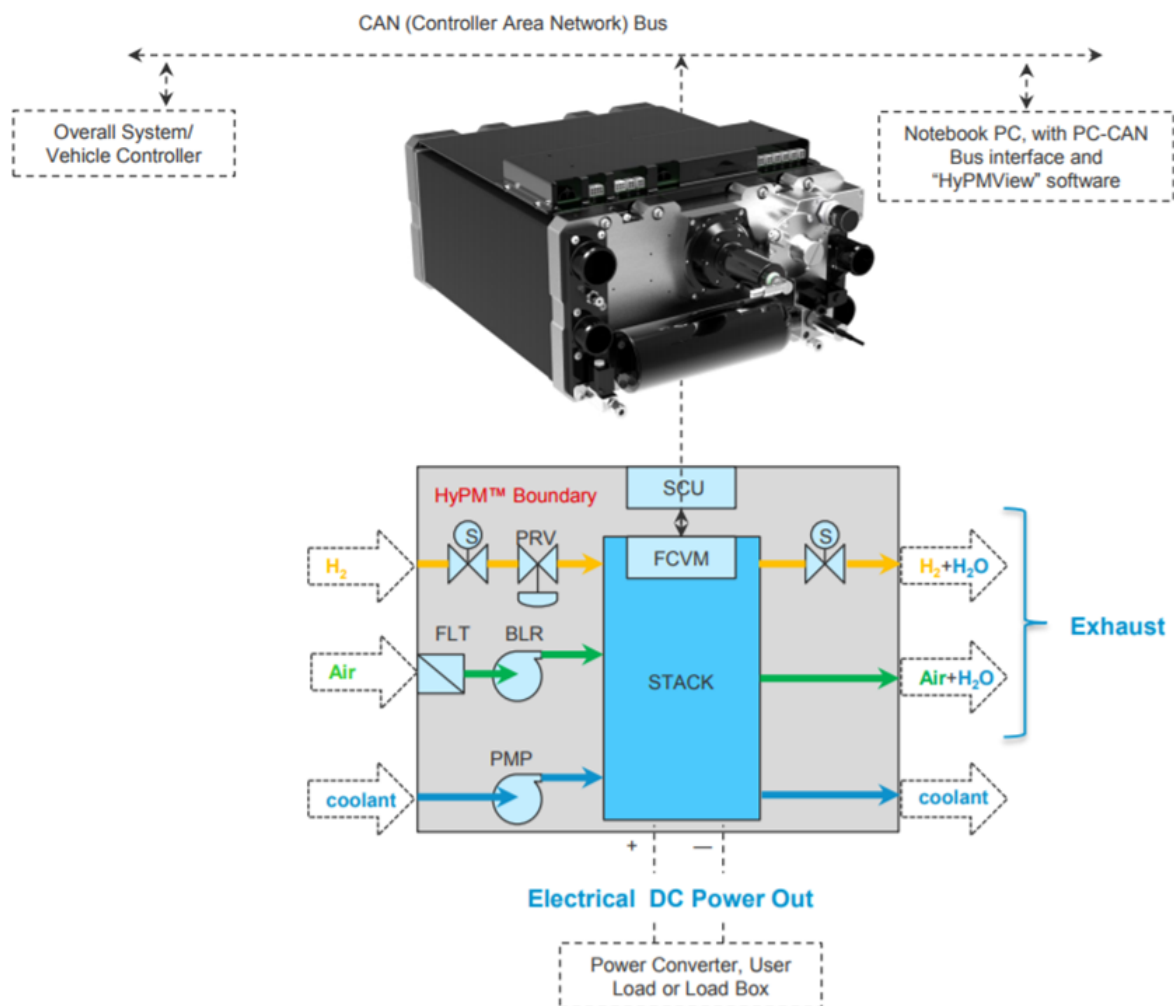 CAN (Controller Area Network) Bus
Overall System/
Vehicle Controller
Notebook PC, with PC-CAN
Bus interface and
“HyPMView” software
HyPM™ Boundary
SCU
S
PRV
FCVM
S
H₂
H₂+H₂O
FLT
BLR
Exhaust
Air
STACK
Air+H₂O
PMP
coolant
coolant
+
—
Electrical DC Power Out
Power Converter, User
Load or Load Box